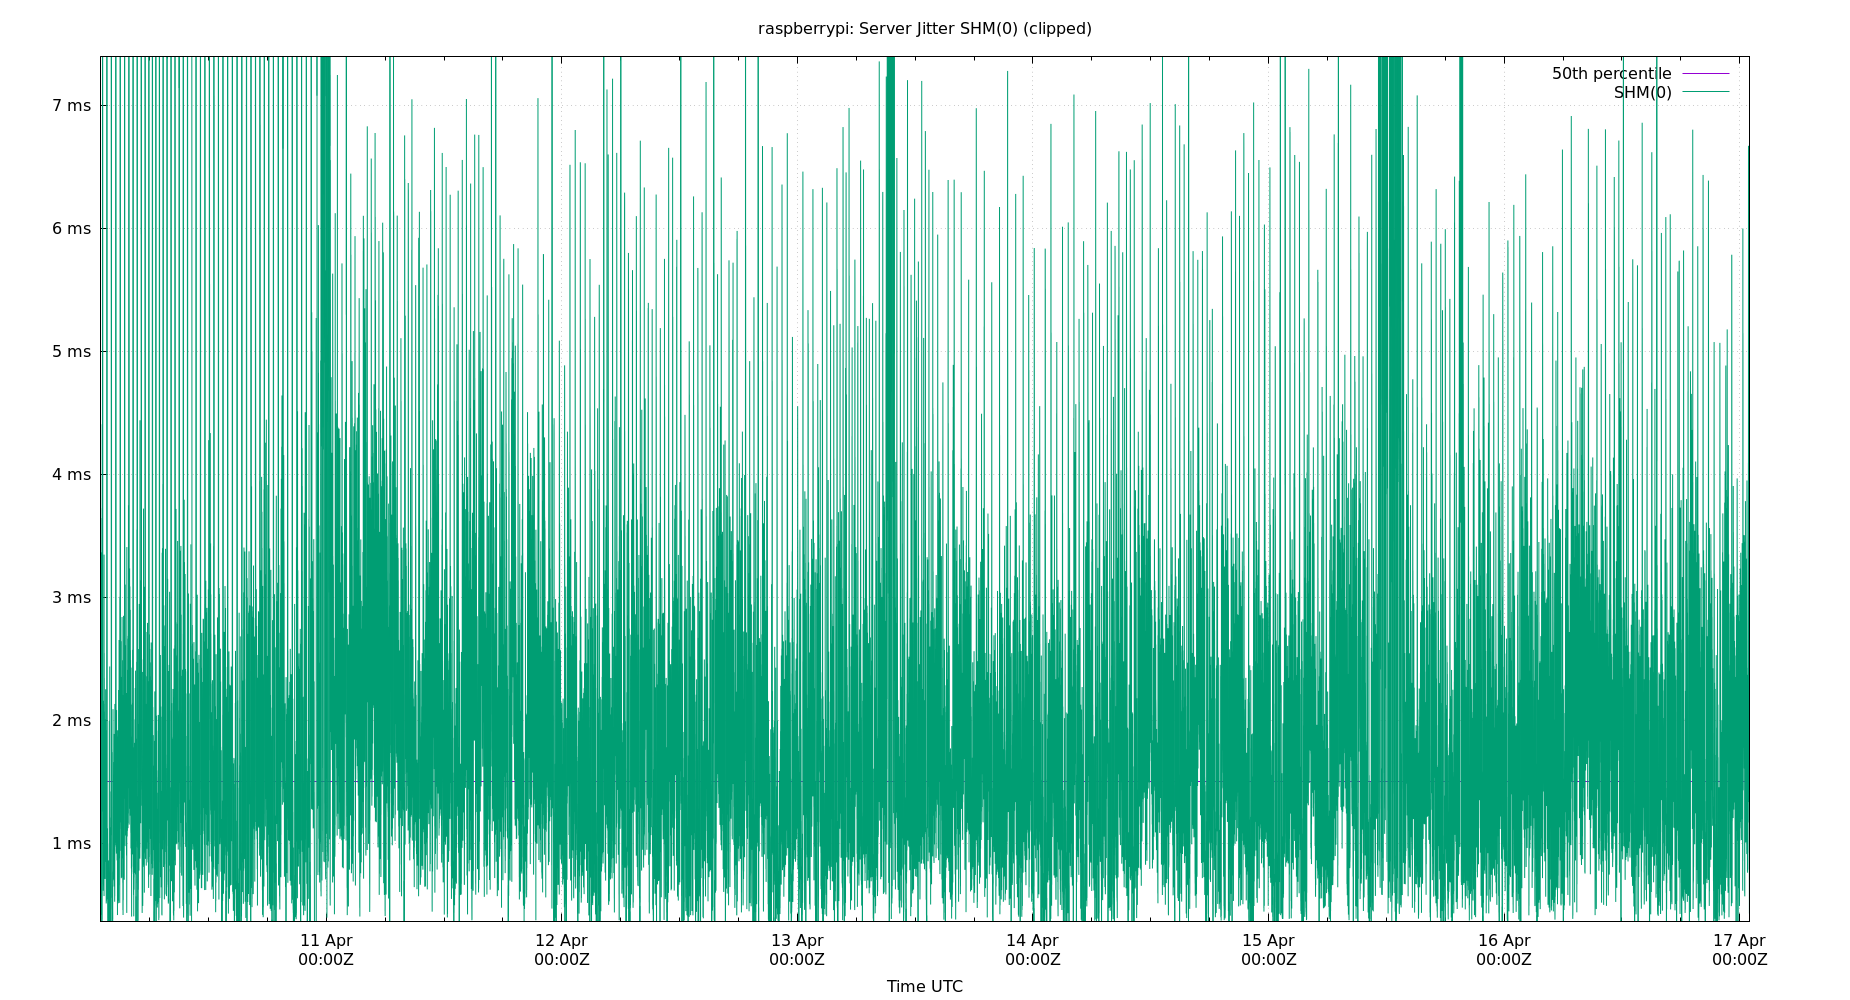 raspberrypi: Server Jitter SHM(0) (clipped)
50th percentile
SHM(0)
7 ms
6 ms
5 ms
4 ms
3 ms
2 ms
1 ms
11 Apr 12 Apr 13 Apr 14 Apr 15 Apr 16 Apr 17 Apr
00:00Z 00:00Z 00:00Z 00:00Z 00:00Z 00:00Z 00:00Z
Time UTC